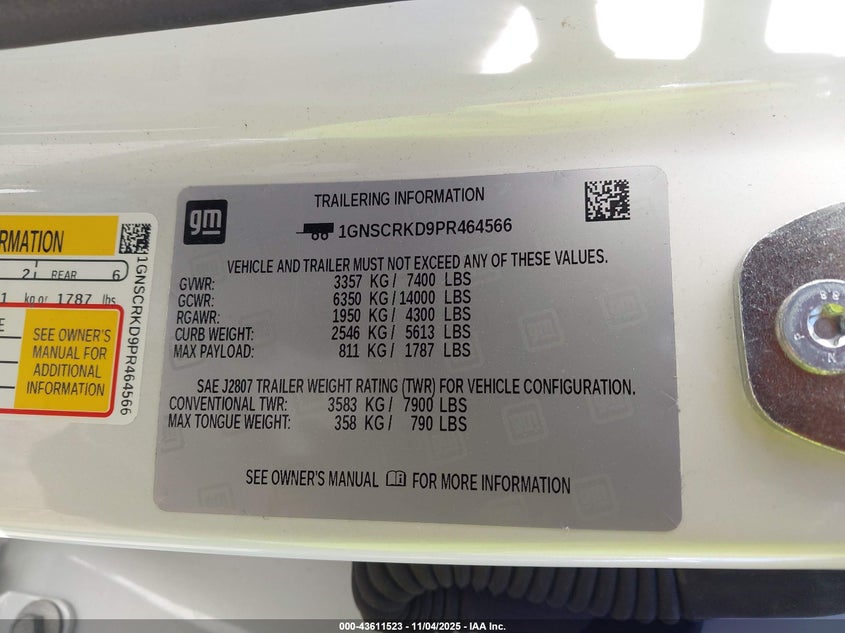 gm
TRAILERING INFORMATION
1GNSCRKD9PR464566
VEHICLE AND TRAILER MUST NOT EXCEED ANY OF THESE VALUES.
GVWR: 3357 KG / 7400 LBS
GCWR: 6350 KG / 14000 LBS
RGAWR: 1950 KG / 4300 LBS
CURB WEIGHT: 2546 KG / 5613 LBS
MAX PAYLOAD: 811 KG / 1787 LBS
SAE J2807 TRAILER WEIGHT RATING (TWR) FOR VEHICLE CONFIGURATION.
CONVENTIONAL TWR: 3583 KG / 7900 LBS
MAX TONGUE WEIGHT: 358 KG / 790 LBS
SEE OWNER'S MANUAL FOR MORE INFORMATION
RMATION
2 REAR 6
1 kg or 1787 lbs
SEE OWNER'S
MANUAL FOR
ADDITIONAL
INFORMATION
1GNSCRKD9PR464566
000-43611523 - 11/04/2025 - IAA Inc.